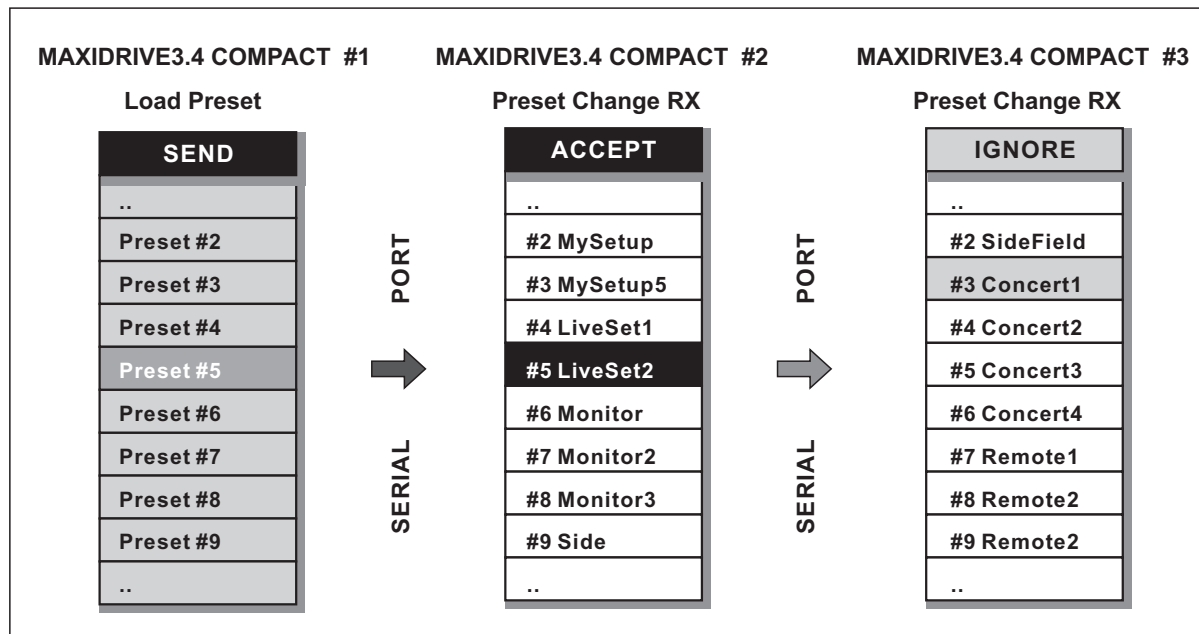 MAXIDRIVE3.4 COMPACT #1
Load Preset
SEND
..
Preset #2
Preset #3
Preset #4
Preset #5
Preset #6
Preset #7
Preset #8
Preset #9
..
SERIAL PORT
MAXIDRIVE3.4 COMPACT #2
Preset Change RX
ACCEPT
..
#2 MySetup
#3 MySetup5
#4 LiveSet1
#5 LiveSet2
#6 Monitor
#7 Monitor2
#8 Monitor3
#9 Side
..
SERIAL PORT
MAXIDRIVE3.4 COMPACT #3
Preset Change RX
IGNORE
..
#2 SideField
#3 Concert1
#4 Concert2
#5 Concert3
#6 Concert4
#7 Remote1
#8 Remote2
#9 Remote2
..